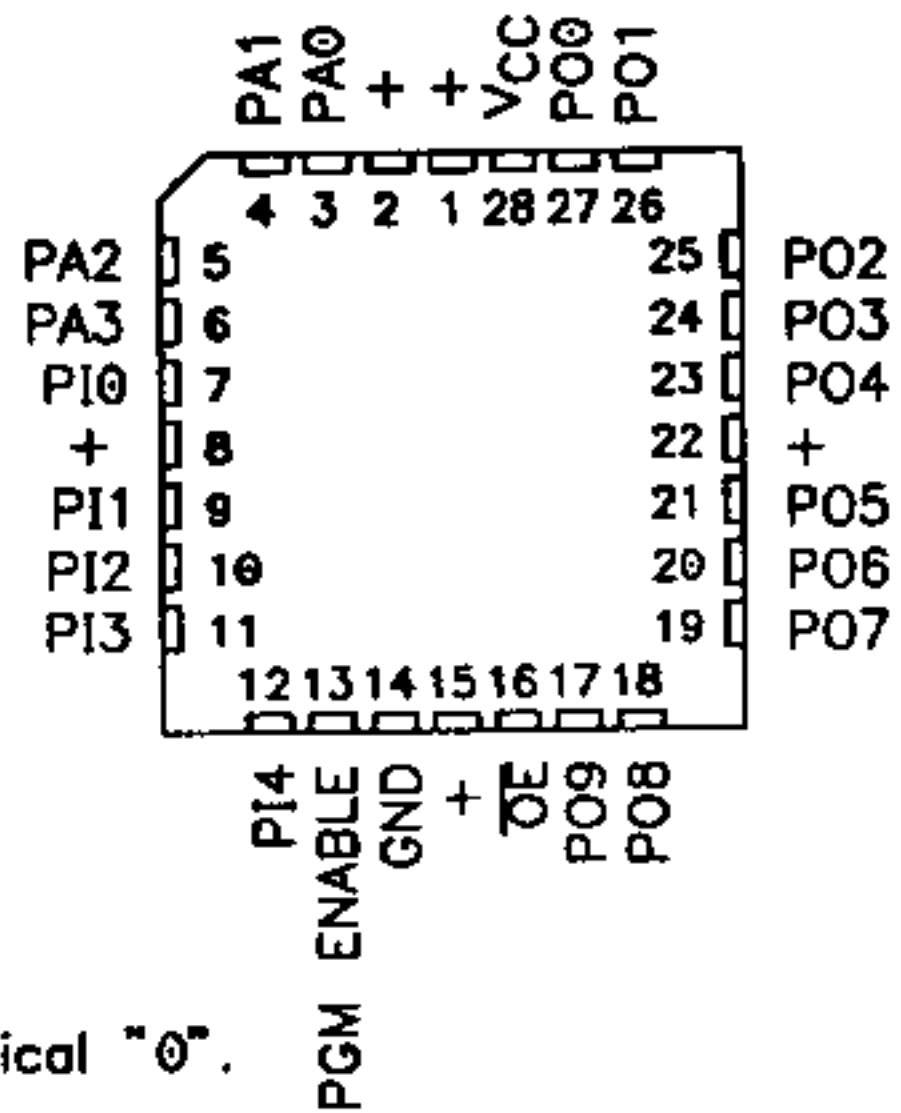 PA1 PA0 + + VCC PO0 PO1
4 3 2 1 28 27 26
PA2 5 25 PO2
PA3 6 24 PO3
PI0 7 23 PO4
+ 8 22 +
PI1 9 21 PO5
PI2 10 20 PO6
PI3 11 19 PO7
12 13 14 15 16 17 18
PI4 PGM ENABLE GND + O̅E̅ PO9 PO8
ical "0".